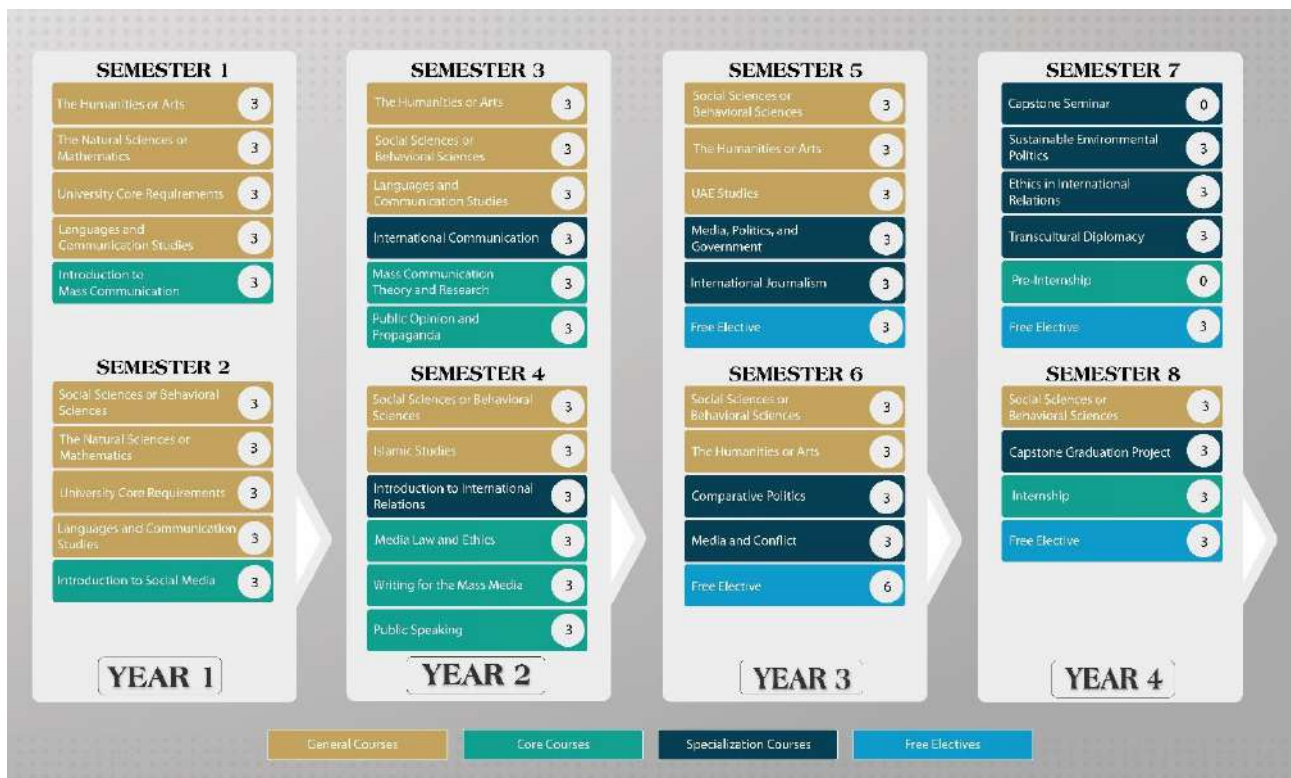 SEMESTER 1
The Humanities or Arts 3
The Natural Sciences or
Mathematics 3
University Core Requirements 3
Languages and
Communication Studies 3
Introduction to
Mass Communication 3
SEMESTER 2
Social Sciences or Behavioral
Sciences 3
The Natural Sciences or
Mathematics 3
University Core Requirements 3
Languages and Communication
Studies 3
Introduction to Social Media 3
YEAR 1
SEMESTER 3
The Humanities or Arts 3
Social Sciences or
Behavioral Sciences 3
Languages and
Communication Studies 3
International Communication 3
Mass Communication
Theory and Research 3
Public Opinion and
Propaganda 3
SEMESTER 4
Social Sciences or Behavioral
Sciences 3
Islamic Studies 3
Introduction to International
Relations 3
Media Law and Ethics 3
Writing for the Mass Media 3
Public Speaking 3
YEAR 2
SEMESTER 5
Social Sciences or
Behavioral Sciences 3
The Humanities or Arts 3
UAE Studies 3
Media, Politics, and
Government 3
International Journalism 3
Free Elective 3
SEMESTER 6
Social Sciences or
Behavioral Sciences 3
The Humanities or Arts 3
Comparative Politics 3
Media and Conflict 3
Free Elective 6
YEAR 3
SEMESTER 7
Capstone Seminar 0
Sustainable Environmental
Politics 3
Ethics in International
Relations 3
Transcultural Diplomacy 3
Pre-Internship 0
Free Elective 3
SEMESTER 8
Social Sciences or
Behavioral Sciences 3
Capstone Graduation Project 3
Internship 3
Free Elective 3
YEAR 4
General Courses
Core Courses
Specialization Courses
Free Electives